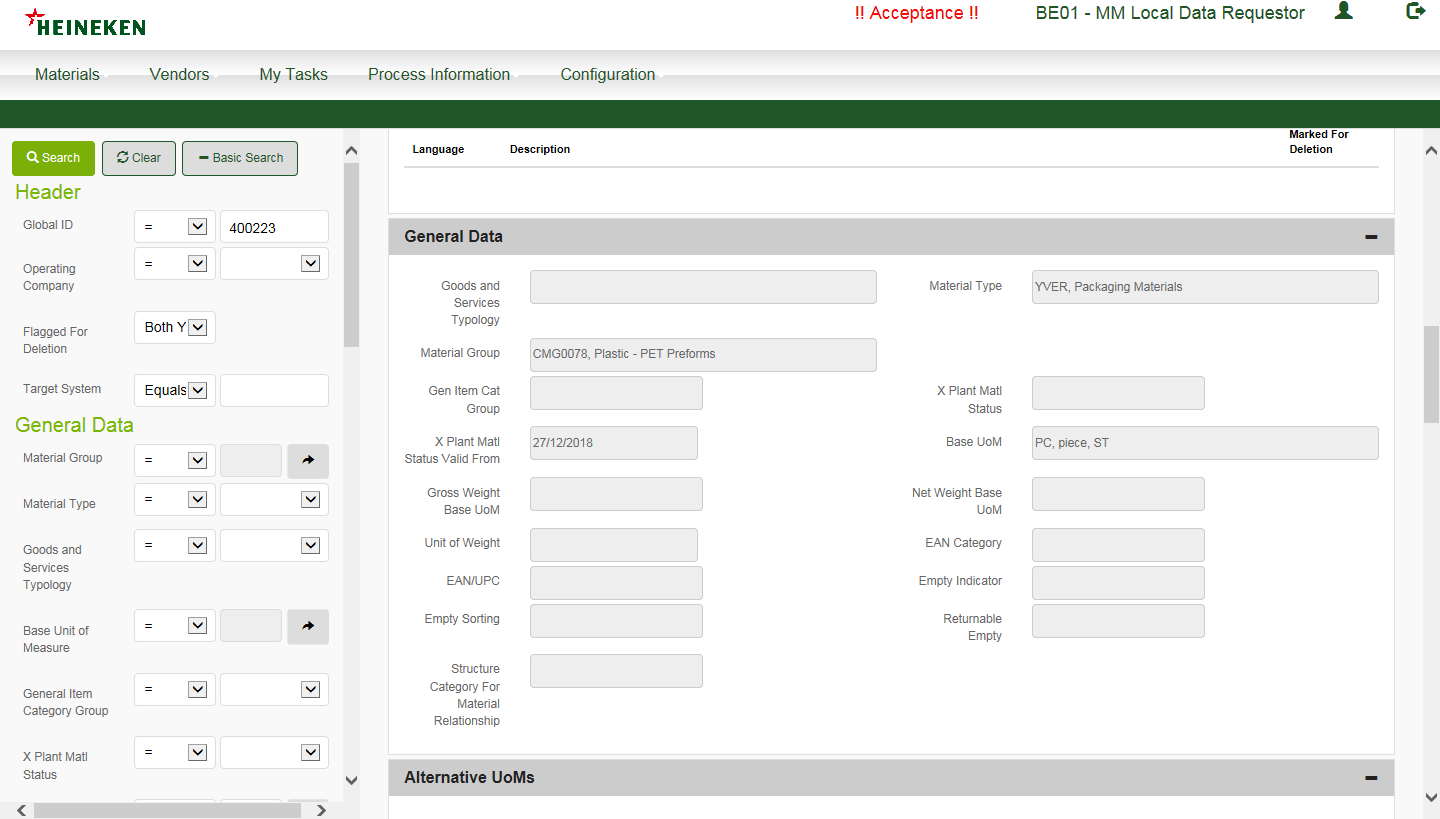 HEINEKEN
!! Acceptance !!
BE01 - MM Local Data Requestor
Materials
Vendors
My Tasks
Process Information
Configuration
Search
Clear
Basic Search
Header
Global ID
=
400223
Operating
Company
=
Flagged For
Deletion
Both Y
Target System
Equals
General Data
Material Group
=
Material Type
=
Goods and
Services
Typology
=
Base Unit of
Measure
=
General Item
Category Group
=
X Plant Matl
Status
=
Language
Description
Marked For
Deletion
General Data
Goods and
Services
Typology
Material Type
YVER, Packaging Materials
Material Group
CMG0078, Plastic - PET Preforms
Gen Item Cat
Group
X Plant Matl
Status
X Plant Matl
Status Valid From
27/12/2018
Base UoM
PC, piece, ST
Gross Weight
Base UoM
Net Weight Base
UoM
Unit of Weight
EAN Category
EAN/UPC
Empty Indicator
Empty Sorting
Returnable
Empty
Structure
Category For
Material
Relationship
Alternative UoMs